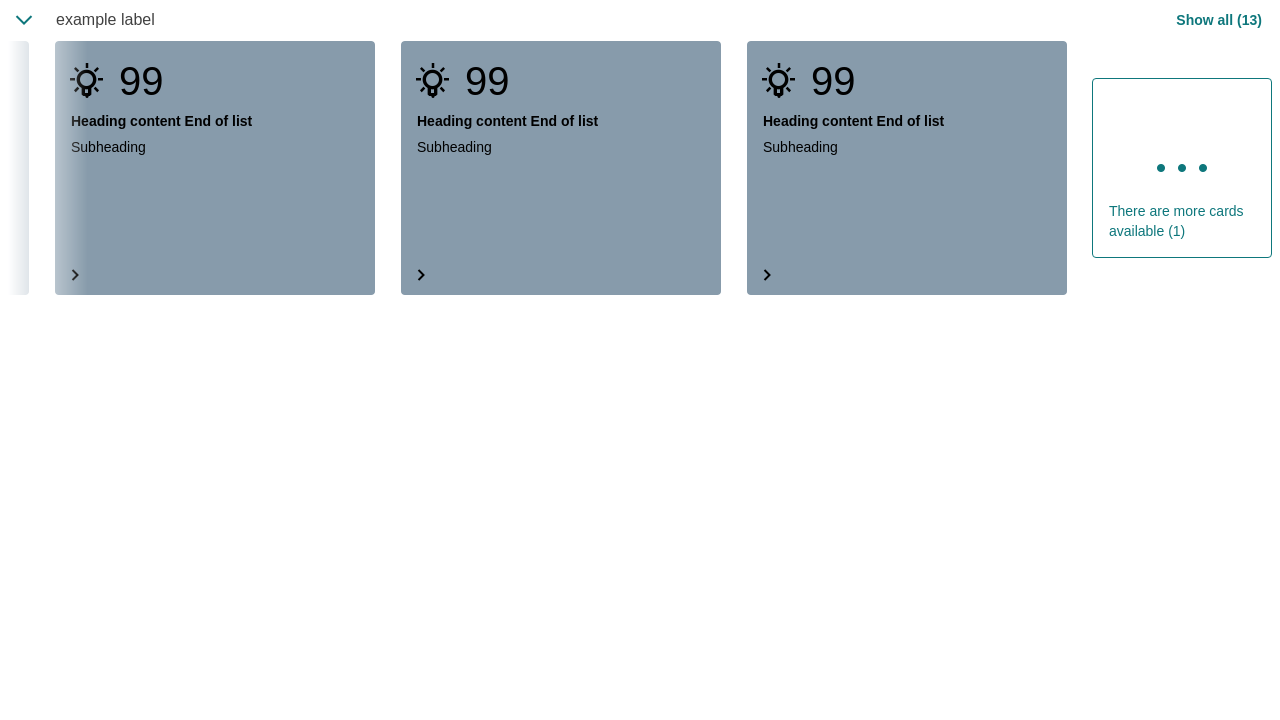 example label
Show all (13)
99
Heading content End of list
Subheading
99
Heading content End of list
Subheading
99
Heading content End of list
Subheading
There are more cards
available (1)